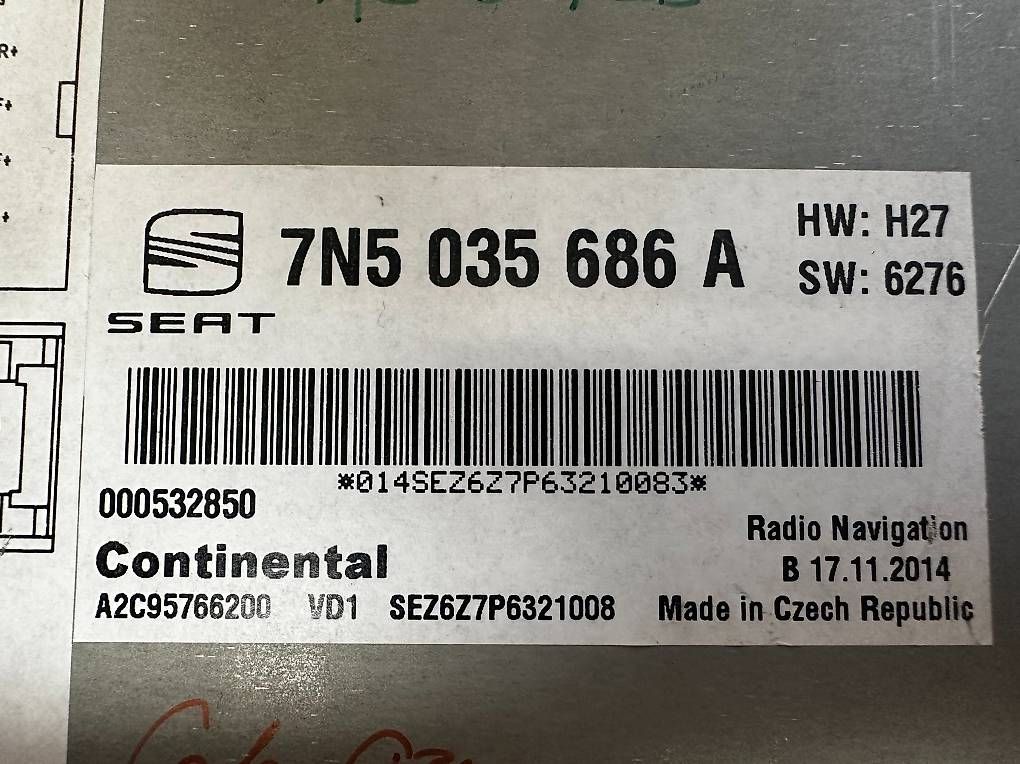 R+
7N5 035 686 A
HW: H27
SW: 6276
SEAT
*014SEZ6Z7P63210083*
000532850
Continental
Radio Navigation
B 17.11.2014
A2C95766200 VD1 SEZ6Z7P6321008 Made in Czech Republic